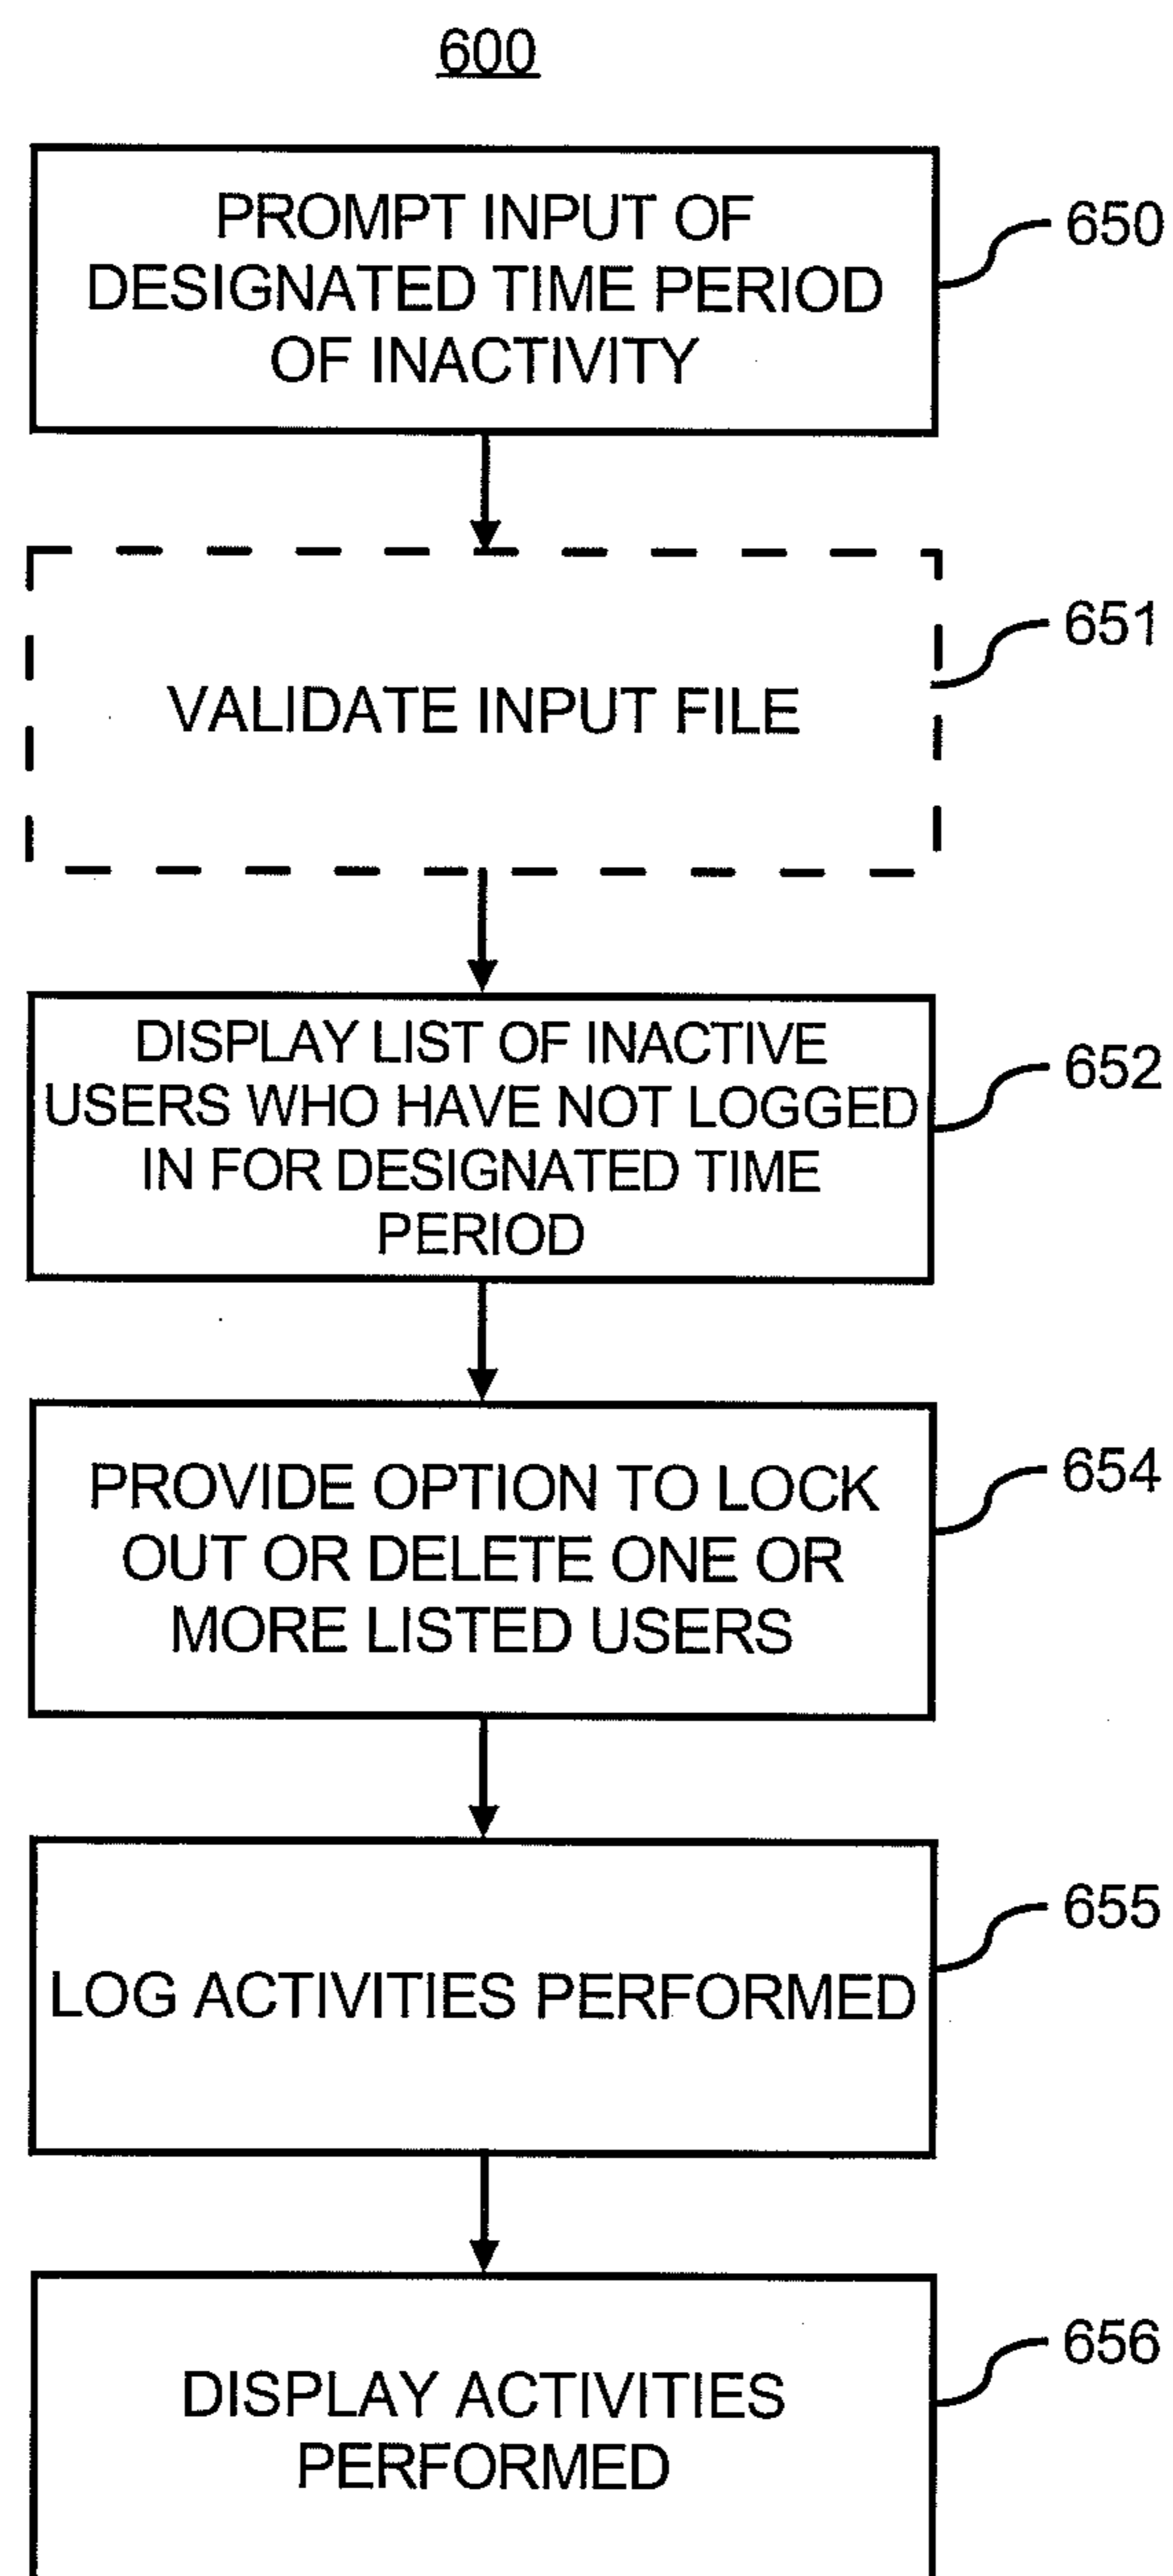 600
PROMPT INPUT OF
DESIGNATED TIME PERIOD
OF INACTIVITY
650
VALIDATE INPUT FILE
651
DISPLAY LIST OF INACTIVE
USERS WHO HAVE NOT LOGGED
IN FOR DESIGNATED TIME
PERIOD
652
PROVIDE OPTION TO LOCK
OUT OR DELETE ONE OR
MORE LISTED USERS
654
LOG ACTIVITIES PERFORMED
655
DISPLAY ACTIVITIES
PERFORMED
656